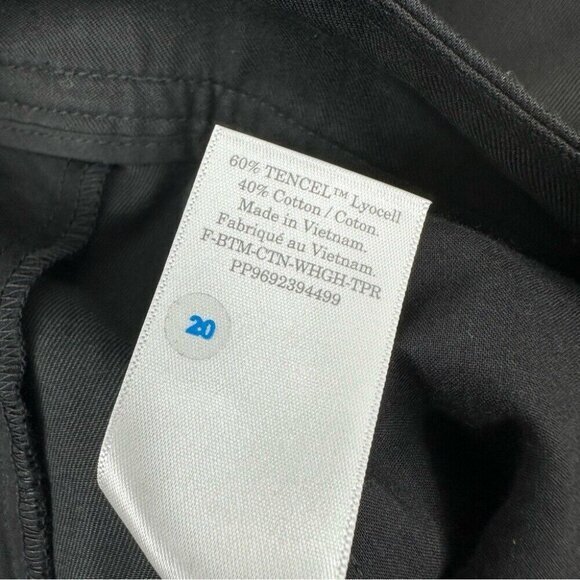 60% TENCEL™ Lyocell
40% Cotton / Coton.
Made in Vietnam.
Fabriqué au Vietnam.
F-BTM-CTN-WHGH-TPR
PP9692394499
20